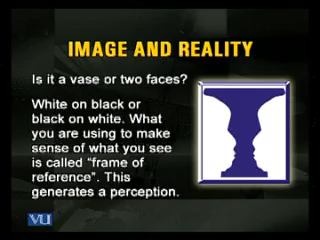 IMAGE AND REALITY
Is it a vase or two faces?
White on black or
black on white. What
you are using to make
sense of what you see
is called “frame of
reference”. This
generates a perception.
VU